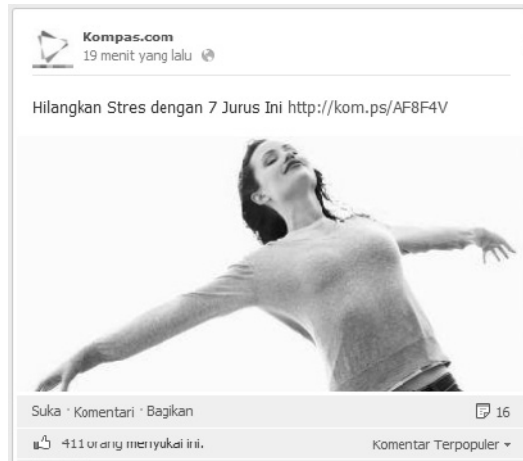 Kompas.com
19 menit yang lalu
Hilangkan Stres dengan 7 Jurus Ini http://kom.ps/AF8F4V
Suka · Komentari · Bagikan 16
411 orang menyukai ini. Komentar Terpopuler